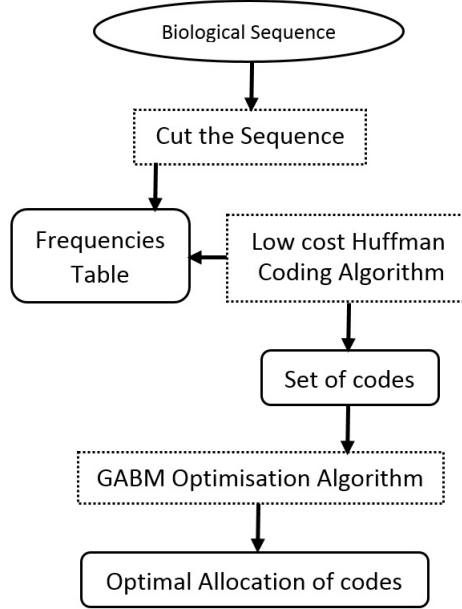 Biological Sequence
Cut the Sequence
Frequencies
Table
Low cost Huffman
Coding Algorithm
Set of codes
GABM Optimisation Algorithm
Optimal Allocation of codes